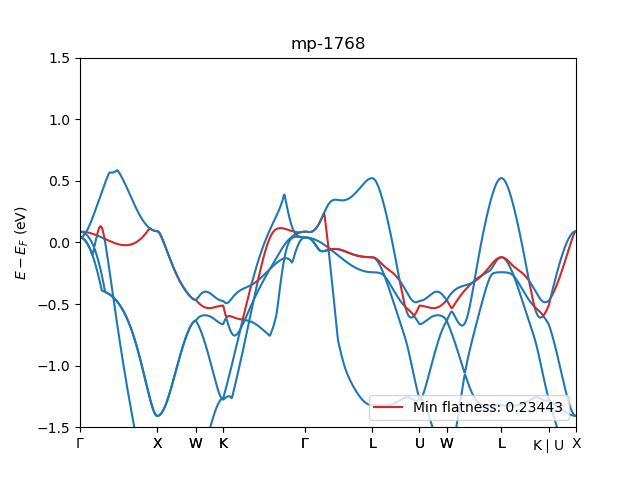 mp-1768
E − E_F (eV)
1.5
1.0
0.5
0.0
−0.5
−1.0
−1.5
Min flatness: 0.23443
Γ X W K Γ L U W L K | U X